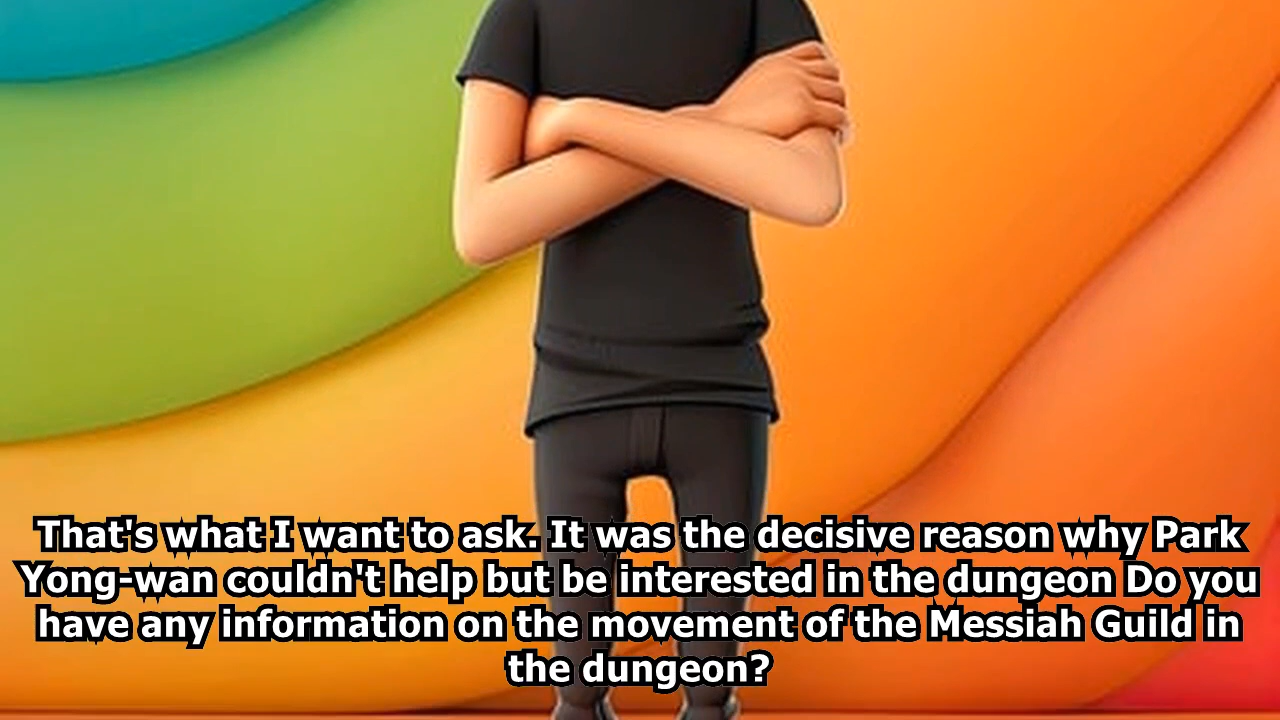 That's what I want to ask. It was the decisive reason why Park
Yong-wan couldn't help but be interested in the dungeon Do you
have any information on the movement of the Messiah Guild in
the dungeon?